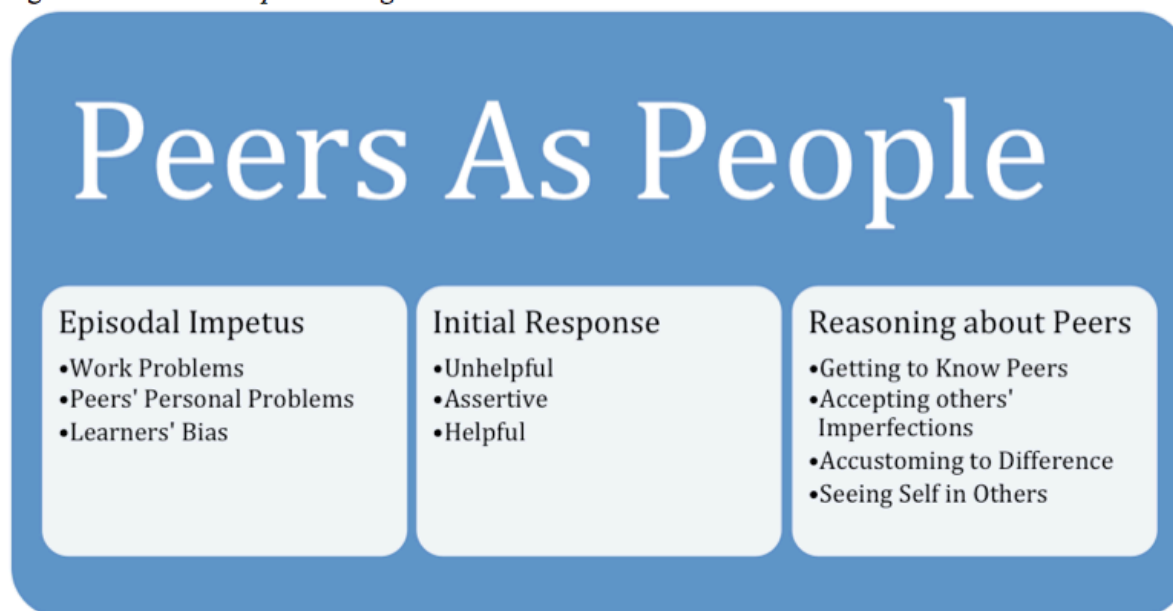 Peers As People
Episodal Impetus
•Work Problems
•Peers' Personal Problems
•Learners' Bias
Initial Response
•Unhelpful
•Assertive
•Helpful
Reasoning about Peers
•Getting to Know Peers
•Accepting others'
Imperfections
•Accustoming to Difference
•Seeing Self in Others